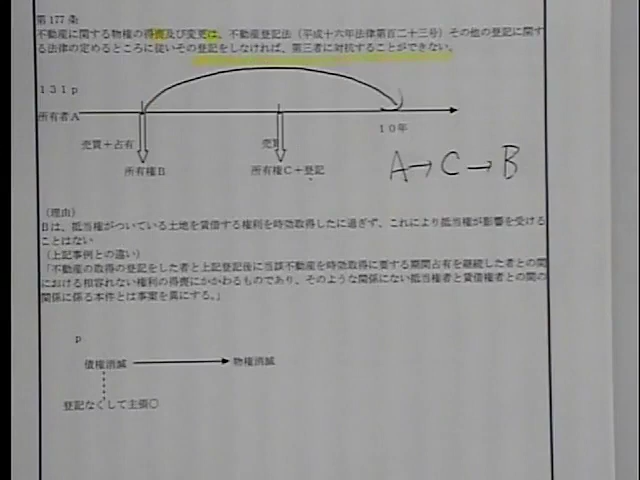 第177条
不動産に関する物権の得喪及び変更は、不動産登記法（平成十六年法律第百二十三号）その他の登記に関す
る法律の定めるところに従いその登記をしなければ、第三者に対抗することができない。
131p
所有者A
10年
売買＋占有
売買
所有権B
所有権C＋登記
A→C→B
（理由）
Bは、抵当権がついている土地を賃借する権利を時効取得したに過ぎず、これにより抵当権が影響を受ける
ことはない
（上記事例との違い）
「不動産の取得の登記をした者と上記登記後に当該不動産を時効取得に要する期間占有を継続した者との間
における相容れない権利の得喪にかかわるものであり、そのような関係にない抵当権者と賃借権者との間の
関係に係る本件とは事案を異にする。」
p
債権消滅
物権消滅
登記なくして主張〇